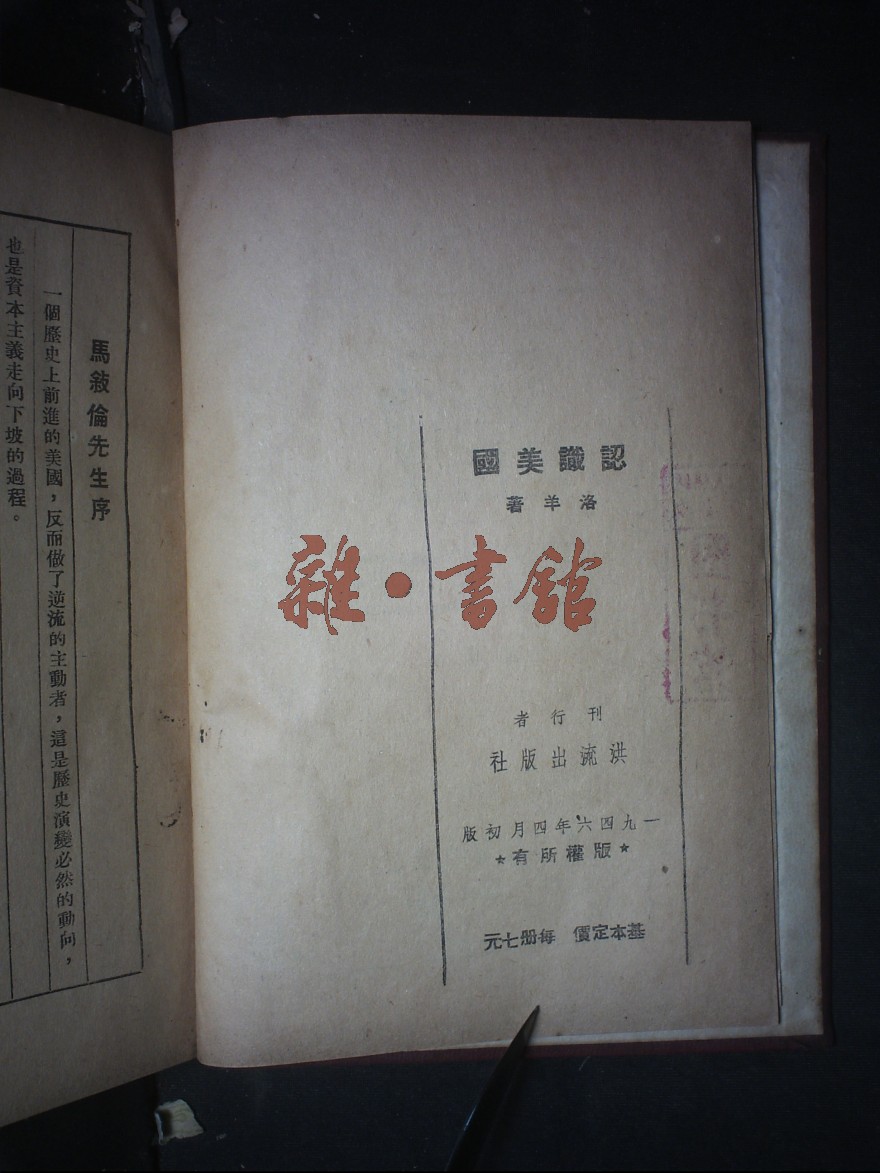 認識美國
洛羊著
雜·書館
刊行者
洪流出版社
一九四六年四月初版
★版權所有★
基本定價 每册七元
馬敍倫先生序
一個歷史上前進的美國，反而做了逆流的主動者，這是歷史演變必然的動向，
也是資本主義走向下坡的過程。